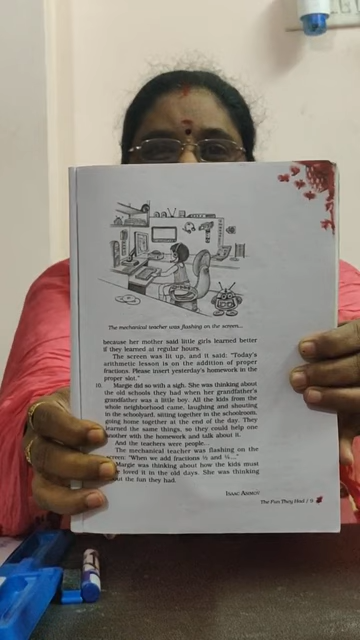 The mechanical teacher was flashing on the screen...
because her mother said little girls learned better
if they learned at regular hours.
The screen was lit up, and it said: "Today's
arithmetic lesson is on the addition of proper
fractions. Please insert yesterday's homework in the
proper slot."
10. Margie did so with a sigh. She was thinking about
the old schools they had when her grandfather's
grandfather was a little boy. All the kids from the
whole neighborhood came, laughing and shouting
in the schoolyard, sitting together in the schoolroom,
going home together at the end of the day. They
learned the same things, so they could help one
another with the homework and talk about it.
And the teachers were people...
The mechanical teacher was flashing on the
screen: "When we add fractions ½ and ¼..."
Margie was thinking about how the kids must
loved it in the old days. She was thinking
the fun they had.
ISAAC ASIMOV
The Fun They Had / 9